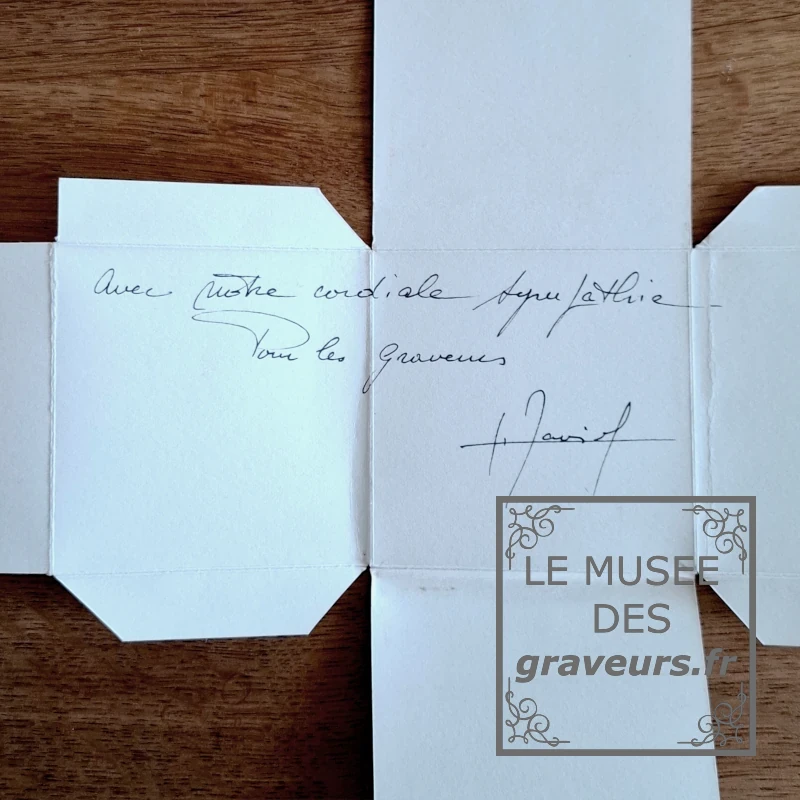 Avec notre cordiale sympathie
Pour les graveurs
LE MUSEE
DES
graveurs.fr